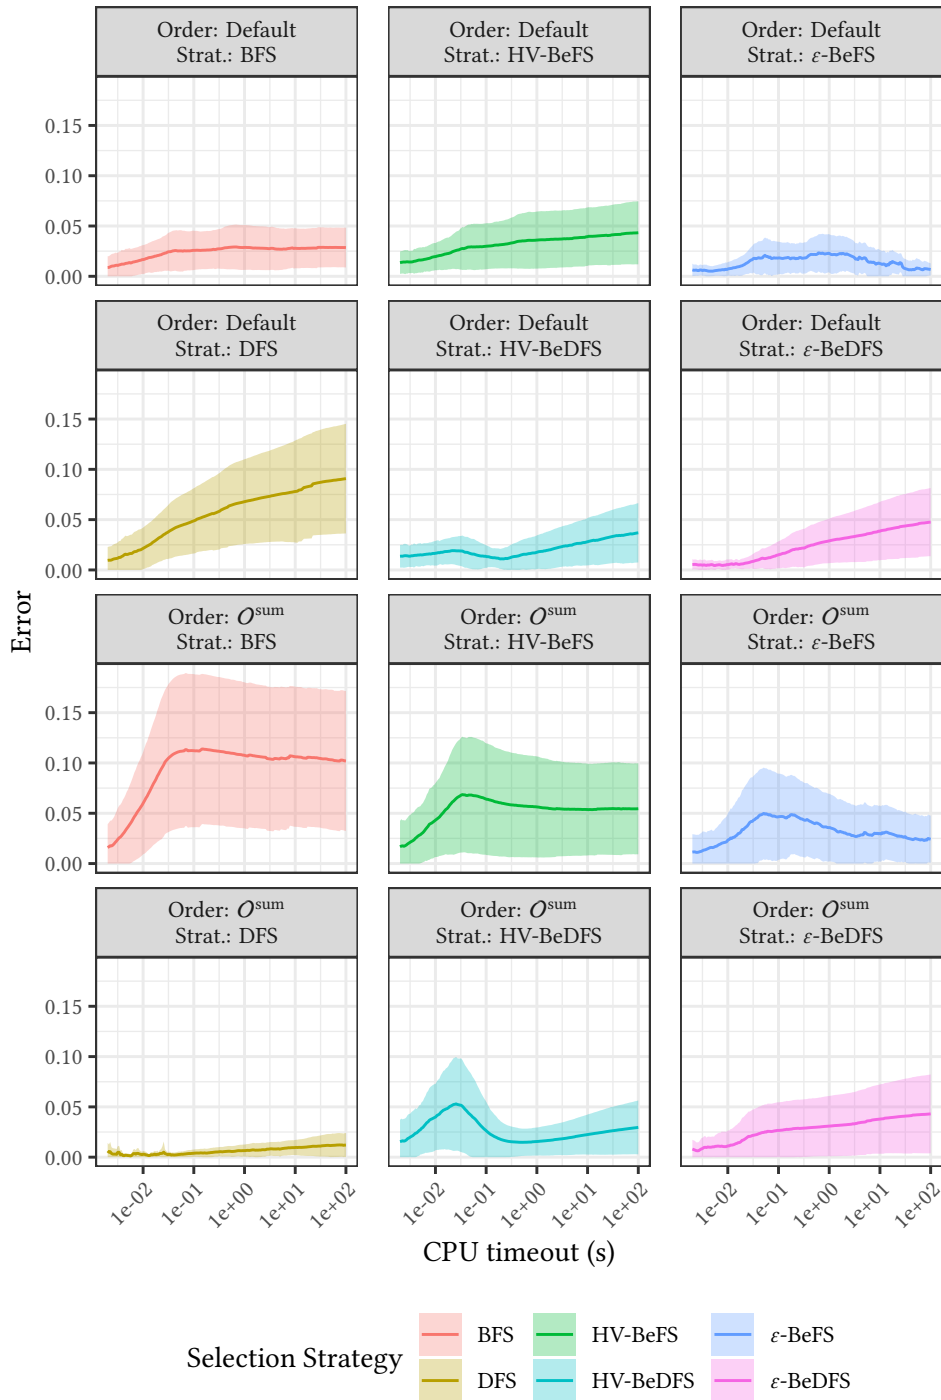 Order: Default
Strat.: BFS
Order: Default
Strat.: HV-BeFS
Order: Default
Strat.: ε-BeFS
0.15
0.10
0.05
0.00
Order: Default
Strat.: DFS
Order: Default
Strat.: HV-BeDFS
Order: Default
Strat.: ε-BeDFS
0.15
0.10
0.05
0.00
Error
Order: O^sum
Strat.: BFS
Order: O^sum
Strat.: HV-BeFS
Order: O^sum
Strat.: ε-BeFS
0.15
0.10
0.05
0.00
Order: O^sum
Strat.: DFS
Order: O^sum
Strat.: HV-BeDFS
Order: O^sum
Strat.: ε-BeDFS
0.15
0.10
0.05
0.00
1e-02 1e-01 1e+00 1e+01 1e+02
1e-02 1e-01 1e+00 1e+01 1e+02
1e-02 1e-01 1e+00 1e+01 1e+02
CPU timeout (s)
Selection Strategy
BFS HV-BeFS ε-BeFS
DFS HV-BeDFS ε-BeDFS